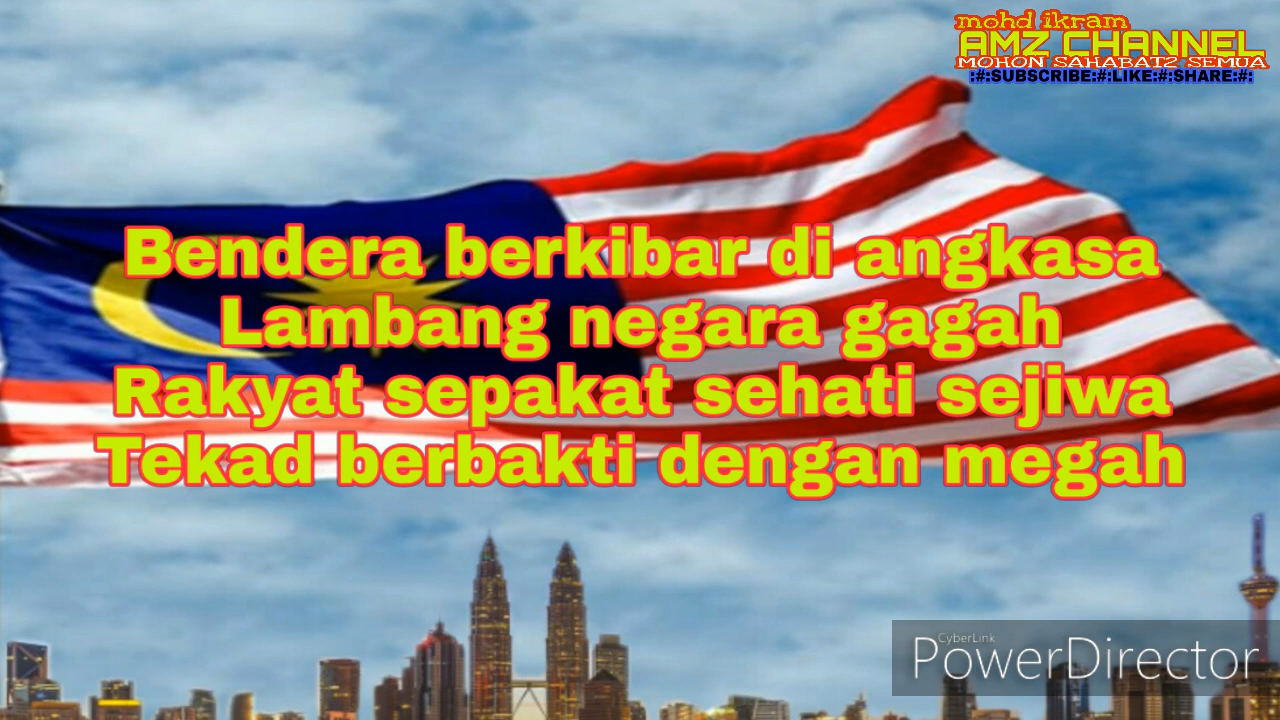 mohd ikram
AMZ CHANNEL
MOHON SAHABAT2 SEMUA
:#:SUBSCRIBE:#:LIKE:#:SHARE:#:
Bendera berkibar di angkasa
Lambang negara gagah
Rakyat sepakat sehati sejiwa
Tekad berbakti dengan megah
CyberLink
PowerDirector